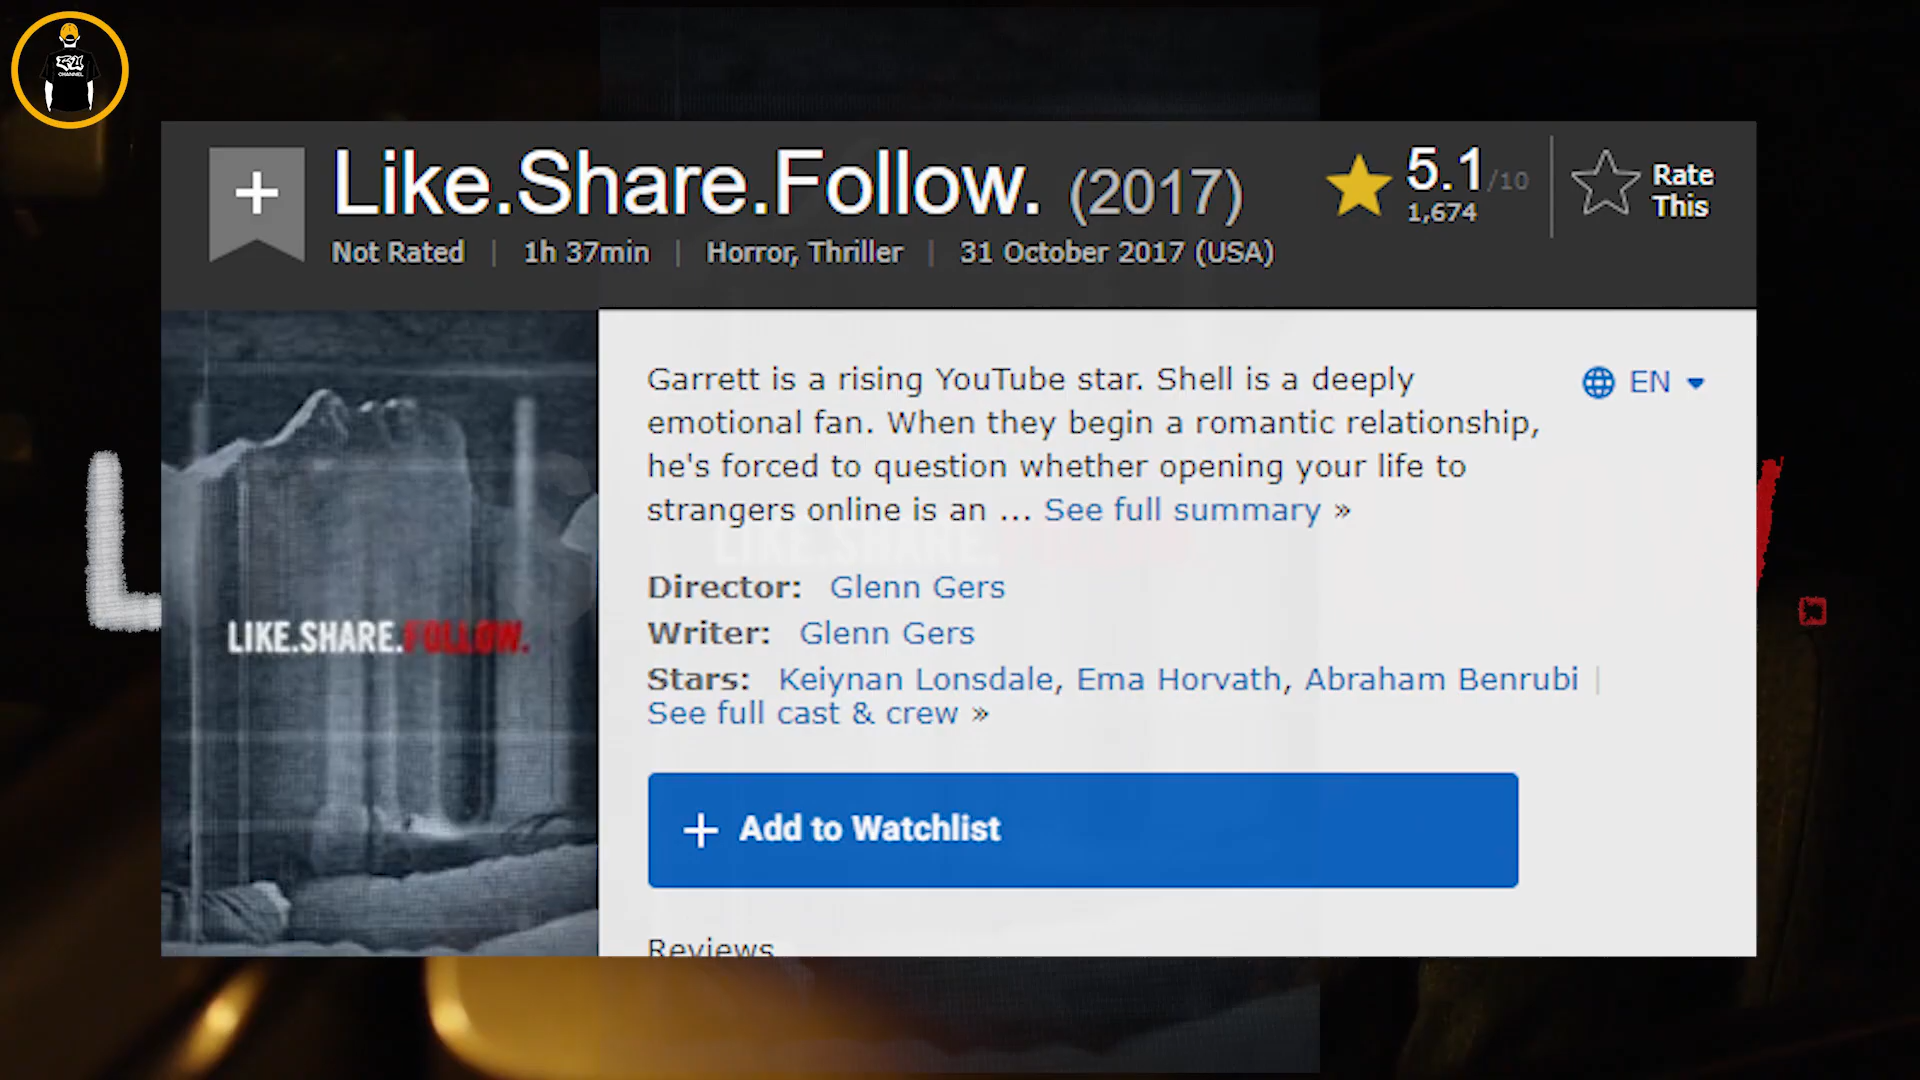 CHANNEL
Like.Share.Follow. (2017)
5.1/10
1,674
Rate
This
Not Rated | 1h 37min | Horror, Thriller | 31 October 2017 (USA)
Garrett is a rising YouTube star. Shell is a deeply
emotional fan. When they begin a romantic relationship,
he's forced to question whether opening your life to
strangers online is an ... See full summary »
EN
LIKE.SHARE.FOLLOW.
LIKE.SHARE.
Director: Glenn Gers
Writer: Glenn Gers
Stars: Keiynan Lonsdale, Ema Horvath, Abraham Benrubi |
See full cast & crew »
+ Add to Watchlist
Reviews